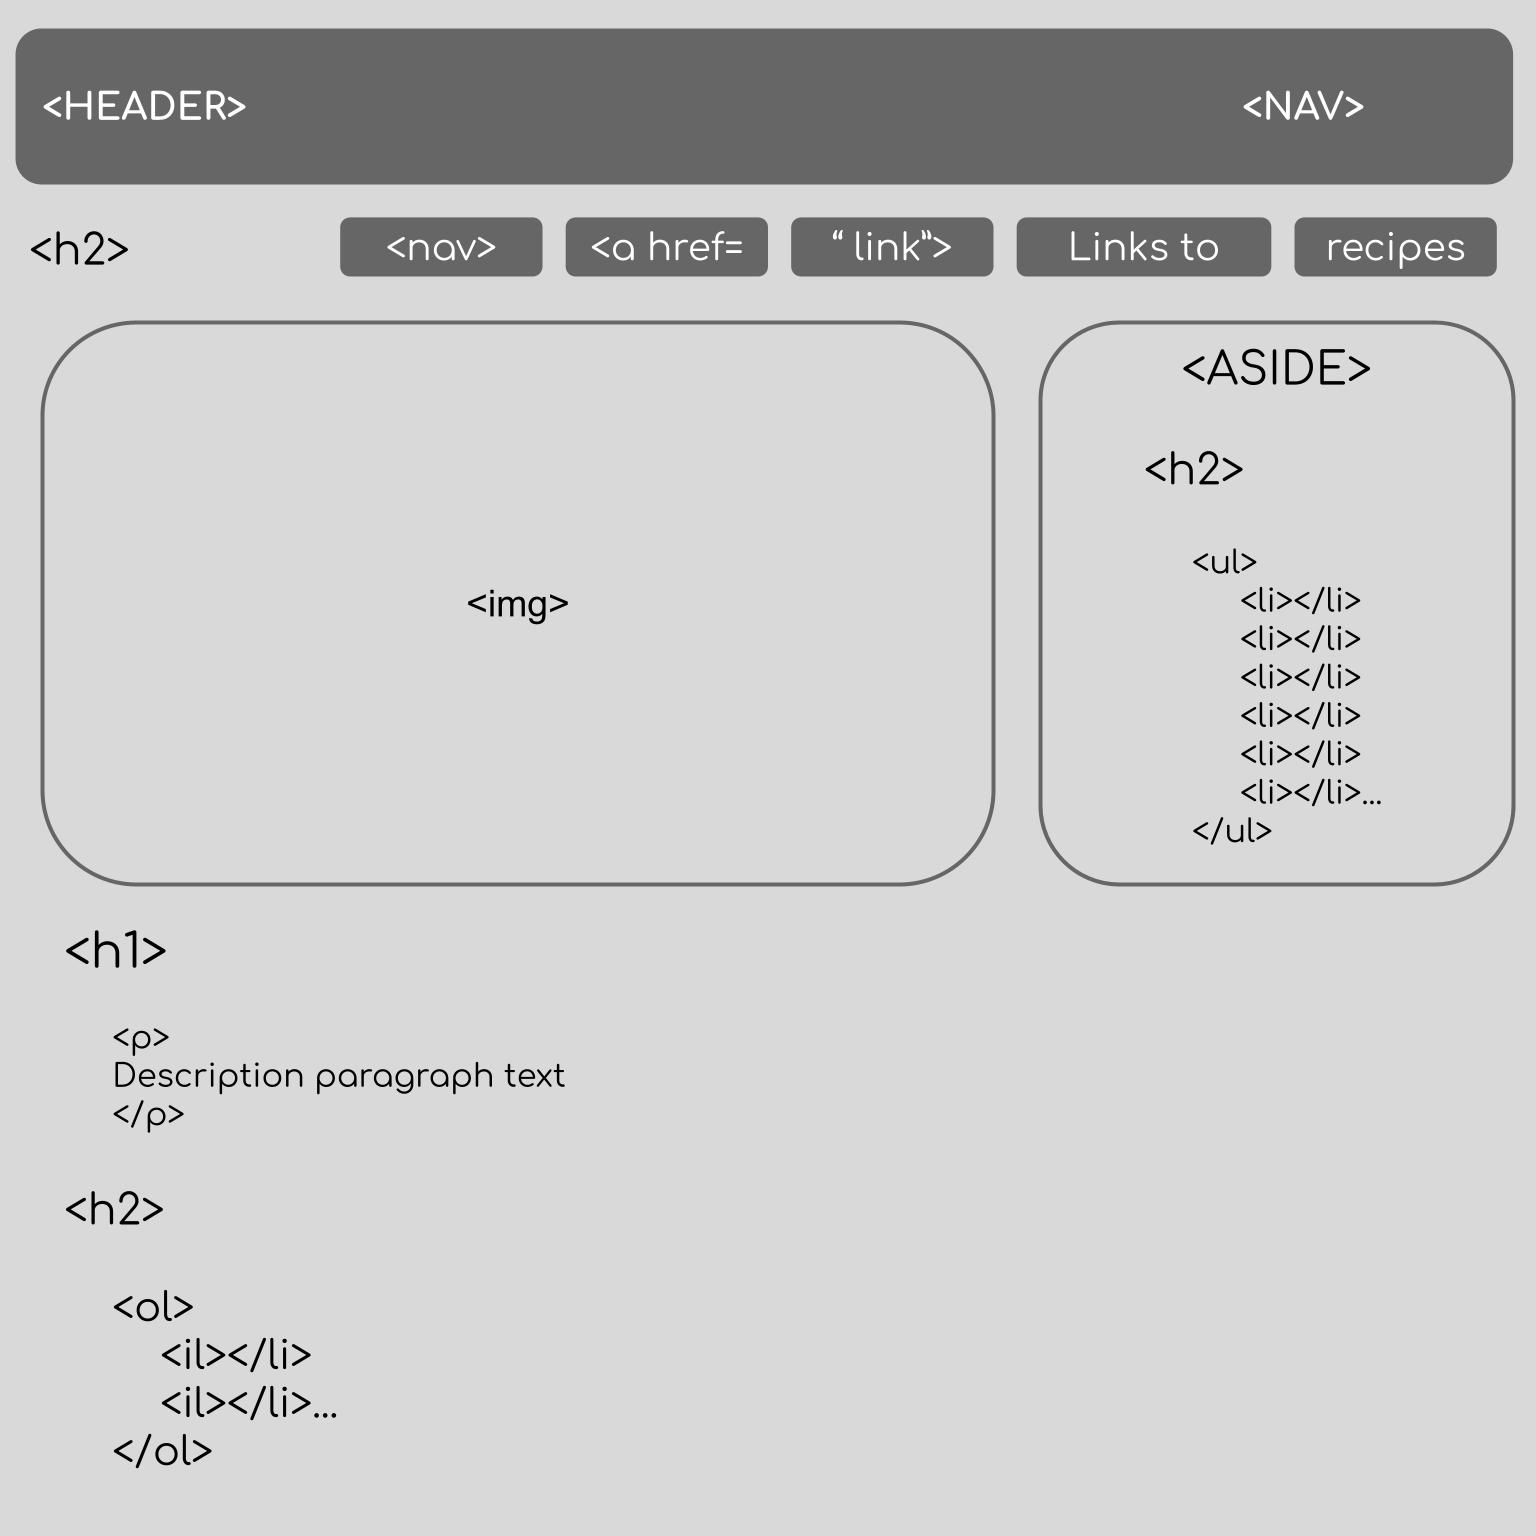 <HEADER> <NAV>
<h2> <nav> <a href= “ link”> Links to recipes
<img>
<ASIDE>
<h2>
<ul>
<li></li>
<li></li>
<li></li>
<li></li>
<li></li>
<li></li>...
</ul>
<h1>
<p>
Description paragraph text
</p>
<h2>
<ol>
<il></li>
<il></li>...
</ol>